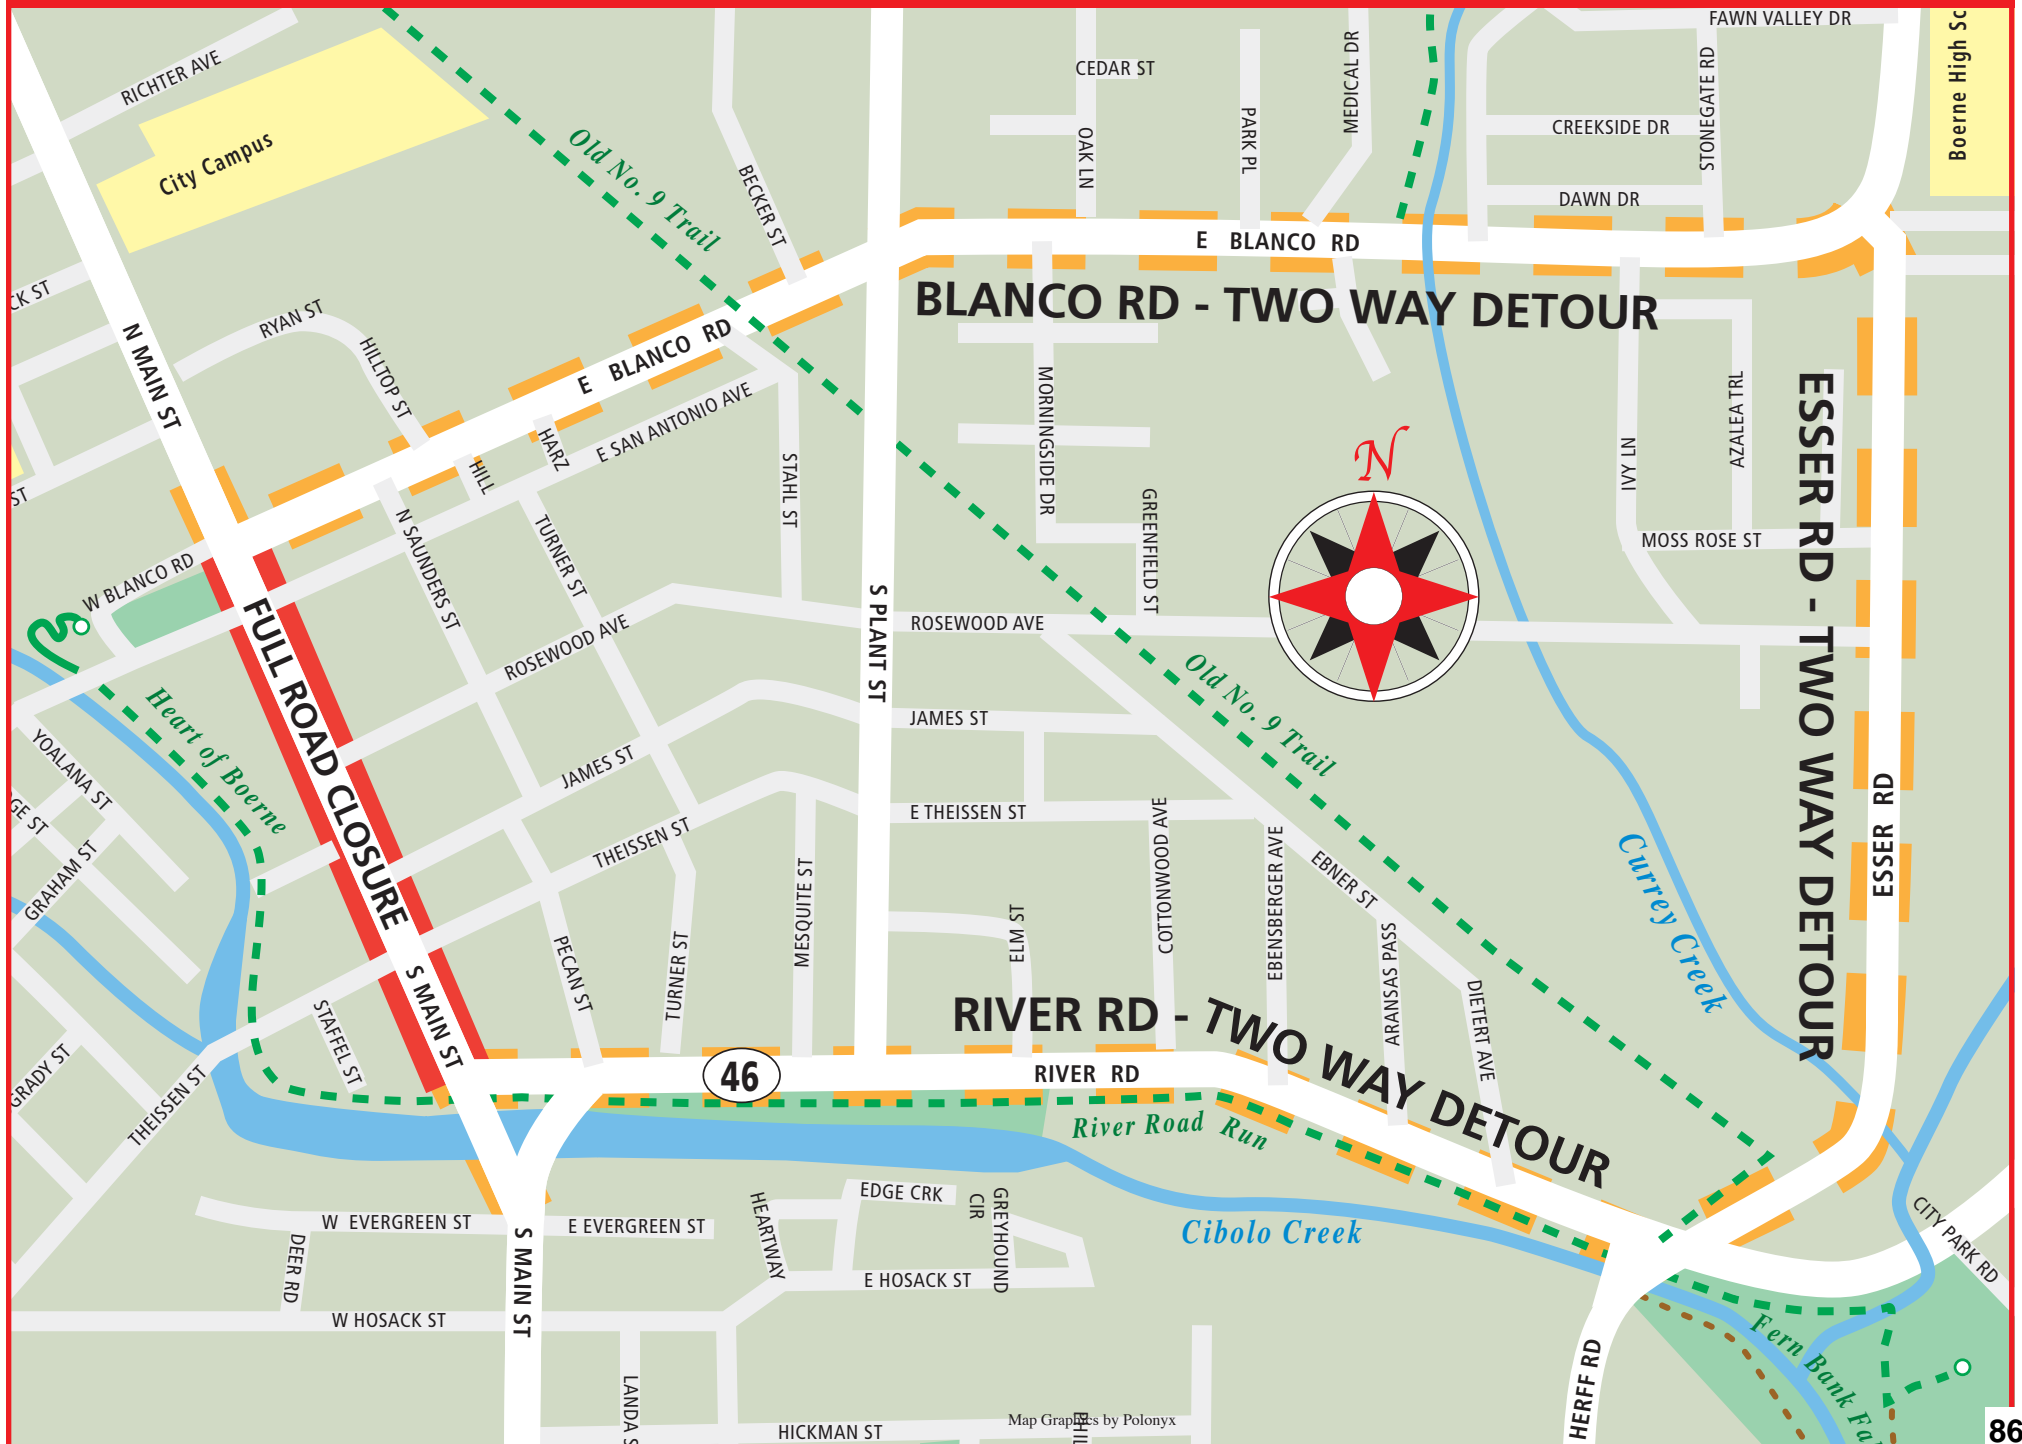 FAWN VALLEY DR
RICHTER AVE
City Campus
CEDAR ST
OAK LN
PARK PL
MEDICAL DR
CREEKSIDE DR
STONEGATE RD
DAWN DR
Boerne High Sc
Old No. 9 Trail
BECKER ST
E BLANCO RD
BLANCO RD - TWO WAY DETOUR
CK ST
N MAIN ST
RYAN ST
HILLTOP ST
E BLANCO RD
E SAN ANTONIO AVE
HARZ
HILL
ST
STAHL ST
MORNINGSIDE DR
GREENFIELD ST
N
IVY LN
AZALEA TRL
MOSS ROSE ST
ESSER RD - TWO WAY DETOUR
ESSER RD
W BLANCO RD
N SAUNDERS ST
TURNER ST
ROSEWOOD AVE
S PLANT ST
ROSEWOOD AVE
FULL ROAD CLOSURE
Heart of Boerne
YOALANA ST
GE ST
GRAHAM ST
JAMES ST
JAMES ST
Old No. 9 Trail
THEISSEN ST
E THEISSEN ST
MESQUITE ST
COTTONWOOD AVE
EBENSBERGER AVE
EBNER ST
Currey Creek
ELM ST
ARANSAS PASS
DIETERT AVE
PECAN ST
TURNER ST
S MAIN ST
STAFFEL ST
GRADY ST
THEISSEN ST
RIVER RD - TWO WAY DETOUR
46
RIVER RD
River Road Run
Cibolo Creek
EDGE CRK
CIR
GREYHOUND
HEARTWAY
W EVERGREEN ST
E EVERGREEN ST
DEER RD
S MAIN ST
E HOSACK ST
W HOSACK ST
CITY PARK RD
HERFF RD
Fern Bank Fa
LANDA S
HICKMAN ST
PHIL
Map Graphics by Polonyx
86